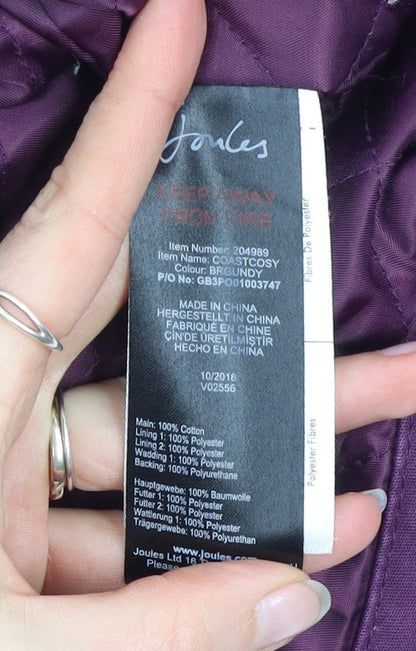 Joules
KEEP AWAY
FROM FIRE
Item Number: 204989
Item Name: COASTCOSY
Colour: BRGUNDY
P/O No: GB3PO01003747
MADE IN CHINA
HERGESTELLT IN CHINA
FABRIQUÉ EN CHINE
ÇİN'DE ÜRETİLMİŞTİR
HECHO EN CHINA
10/2016
V02556
Main: 100% Cotton
Lining 1: 100% Polyester
Lining 2: 100% Polyester
Wadding 1: 100% Polyester
Backing: 100% Polyurethane
Hauptgewebe: 100% Baumwolle
Futter 1: 100% Polyester
Futter 2: 100% Polyester
Wattierung 1: 100% Polyester
Trägergewebe: 100% Polyurethan
www.joules.com
Joules Ltd 16
Please
Fibres De Polyester
Polyester Fibres